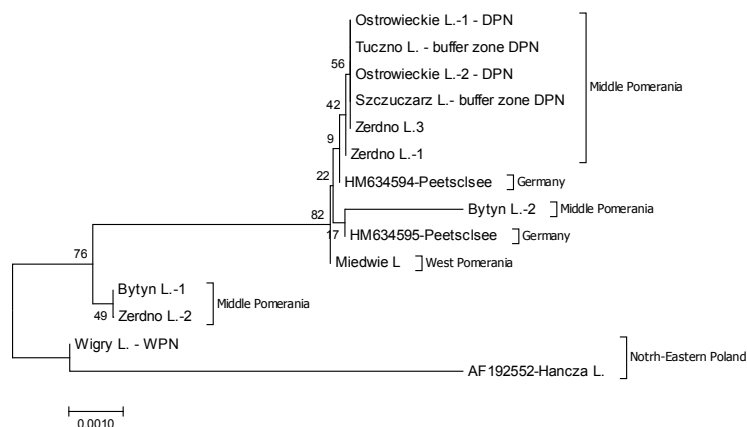 Ostrowieckie L.-1 - DPN
Tuczno L. - buffer zone DPN
56
Ostrowieckie L.-2 - DPN
Middle Pomerania
Szczuczarz L.- buffer zone DPN
42
Zerdno L.3
9
Zerdno L.-1
22
HM634594-Peetsclsee
Germany
82
Bytyn L.-2
Middle Pomerania
17
HM634595-Peetsclsee
Germany
76
Miedwie L
West Pomerania
Bytyn L.-1
Middle Pomerania
49
Zerdno L.-2
Wigry L. - WPN
Notrh-Eastern Poland
AF192552-Hancza L.
0.0010